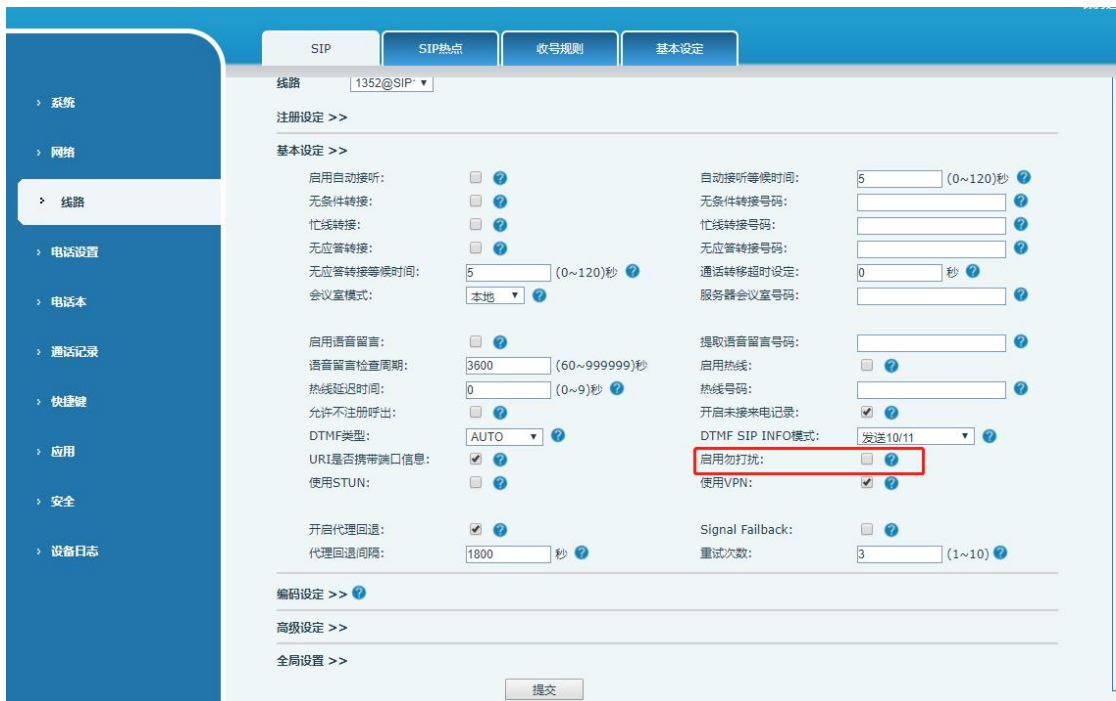 SIP SIP热点 收号规则 基本设定
› 系统
› 网络
› 线路
› 电话设置
› 电话本
› 通话记录
› 快捷键
› 应用
› 安全
› 设备日志
线路 1352@SIP
注册设定 >>
基本设定 >>
启用自动接听: 自动接听等候时间: 5 (0~120)秒
无条件转接: 无条件转接号码:
忙线转接: 忙线转接号码:
无应答转接: 无应答转接号码:
无应答转接等候时间: 5 (0~120)秒 通话转移超时设定: 0 秒
会议室模式: 本地 服务器会议室号码:
启用语音留言: 提取语音留言号码:
语音留言检查周期: 3600 (60~999999)秒 启用热线:
热线延迟时间: 0 (0~9)秒 热线号码:
允许不注册呼出: 开启未接来电记录:
DTMF类型: AUTO DTMF SIP INFO模式: 发送10/11
URI是否携带端口信息: 启用勿打扰:
使用STUN: 使用VPN:
开启代理回退: Signal Failback:
代理回退间隔: 1800 秒 重试次数: 3 (1~10)
编码设定 >>
高级设定 >>
全局设置 >>
提交